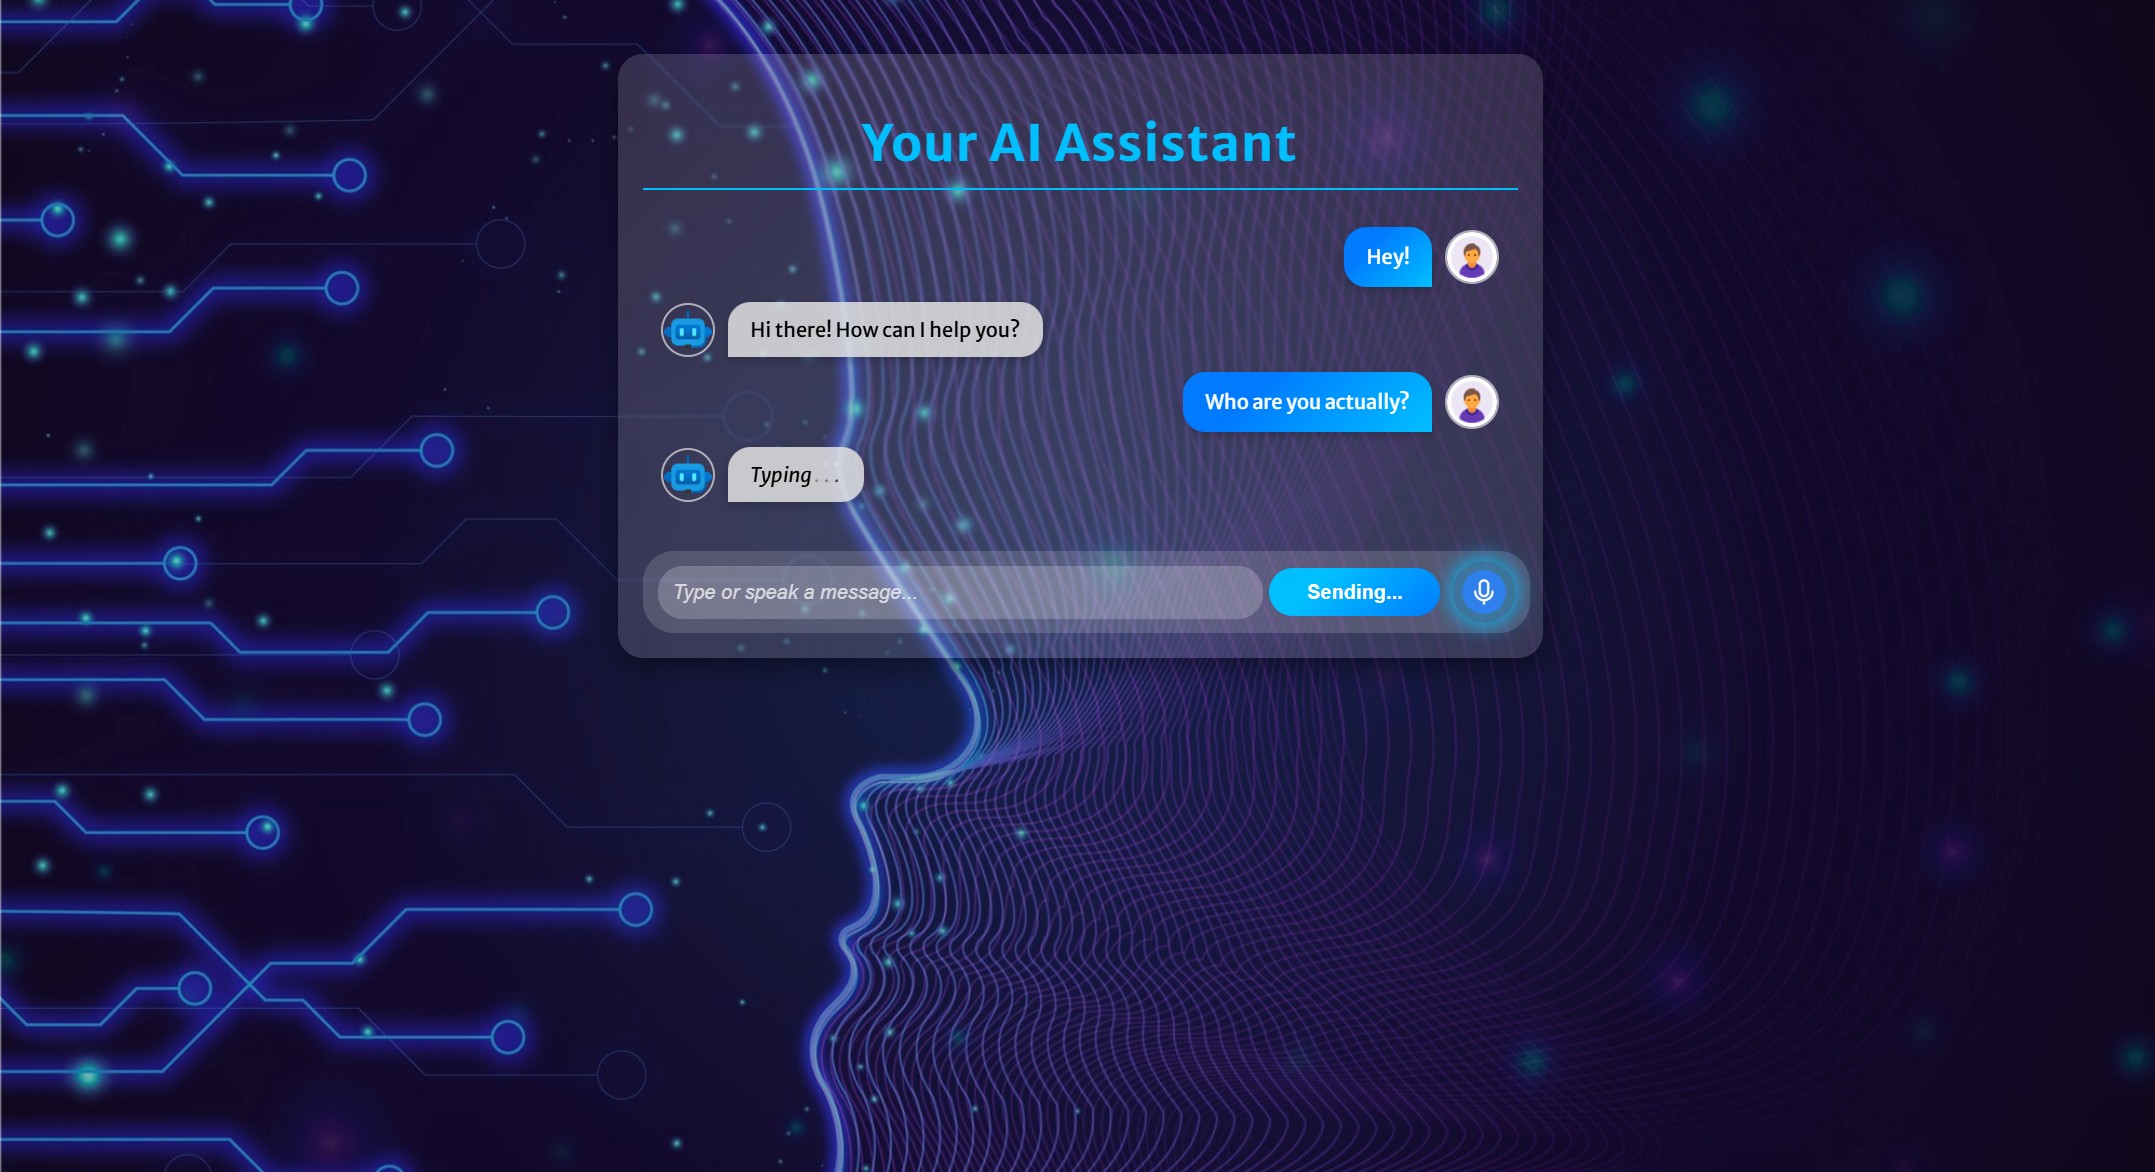 Your AI Assistant
Hey!
Hi there! How can I help you?
Who are you actually?
Typing . . .
Type or speak a message...
Sending...